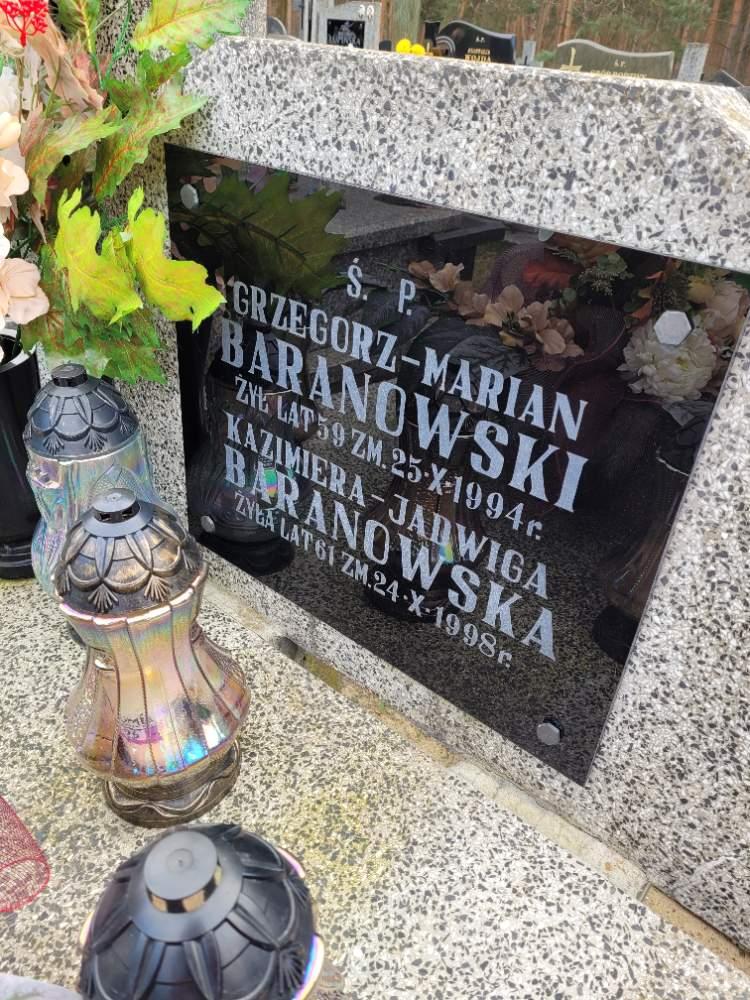 Ś. P.
GRZEGORZ-MARIAN
BARANOWSKI
ŻYŁ LAT 59 ZM. 25·X·1994 r.
KAZIMIERA-JADWIGA
BARANOWSKA
ŻYŁA LAT 61 ZM. 24·X·1998 r.